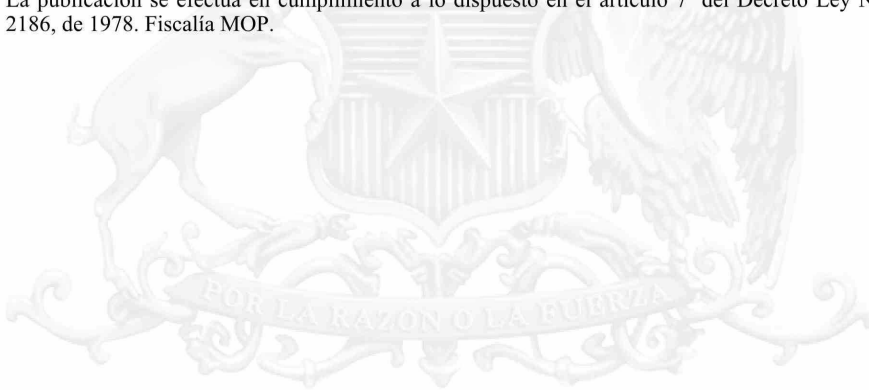 La publicación se efectúa en cumplimiento a lo dispuesto en el artículo 7° del Decreto Ley N
2186, de 1978. Fiscalía MOP.
POR LA RAZON O LA FUERZA